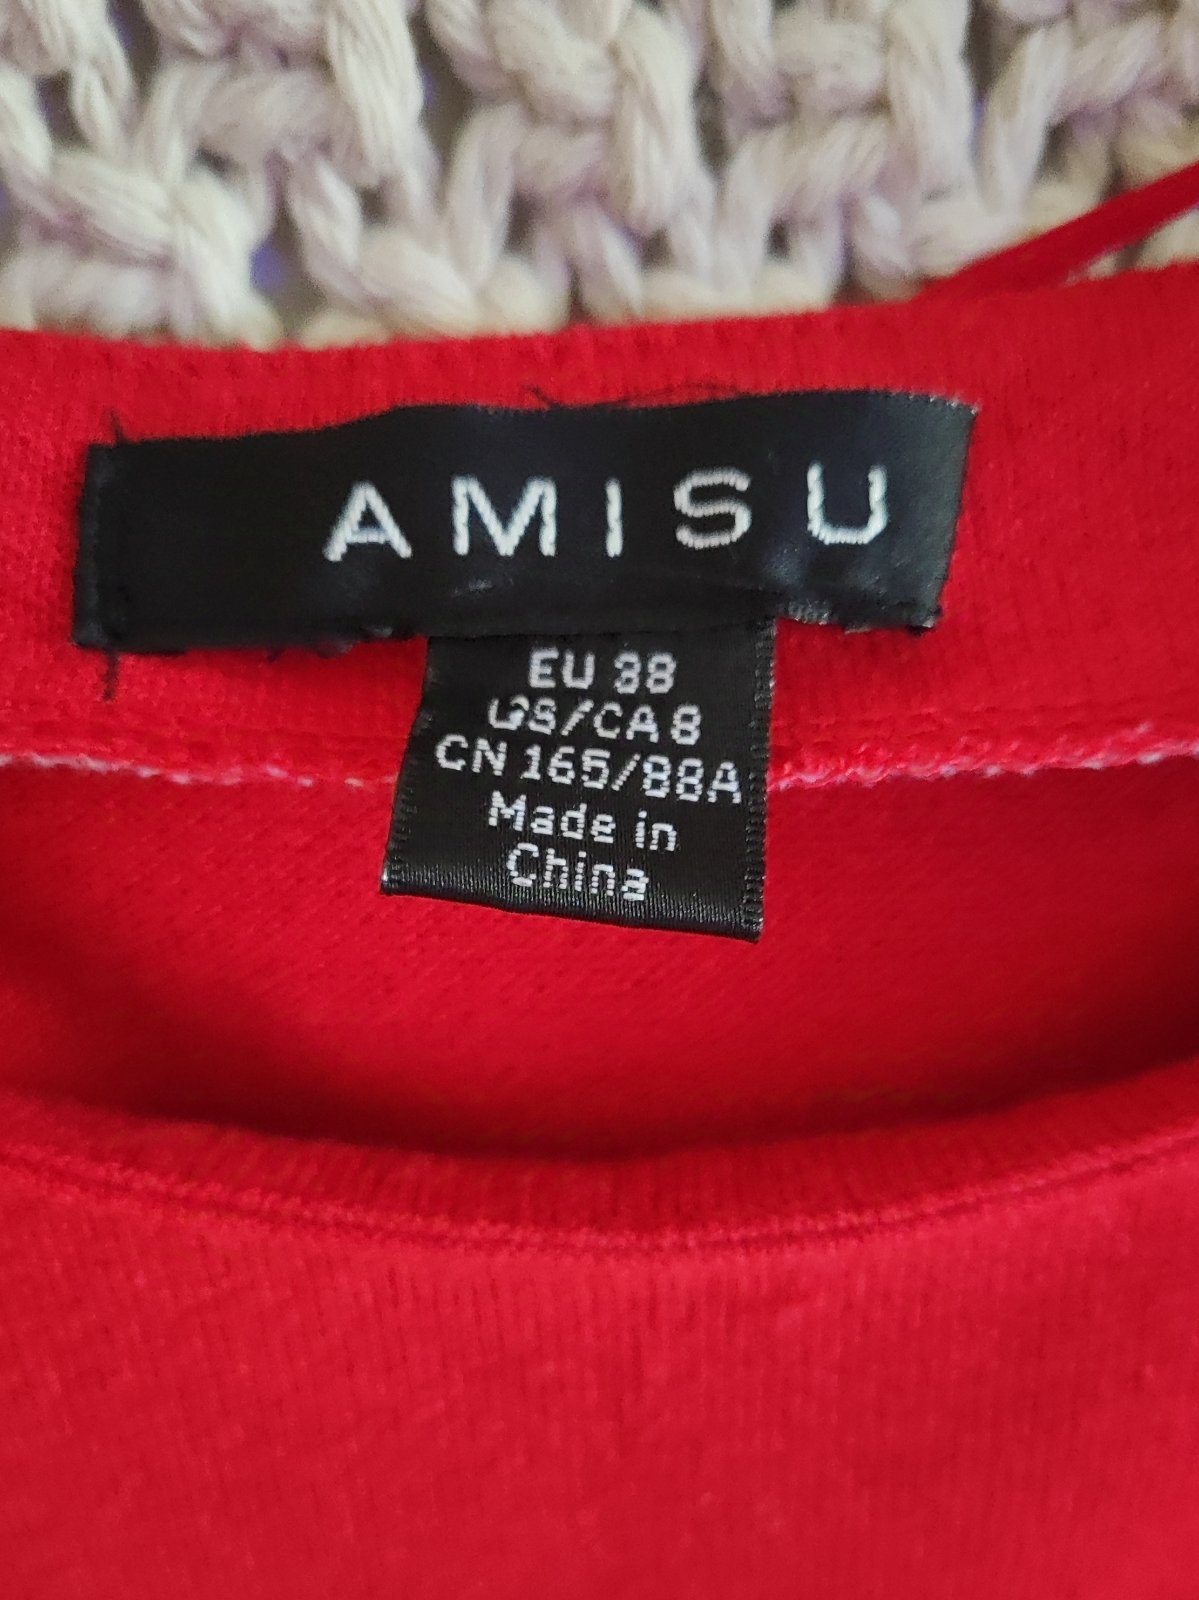 AMISU
EU 38
US/CA 8
CN 165/88A
Made in
China